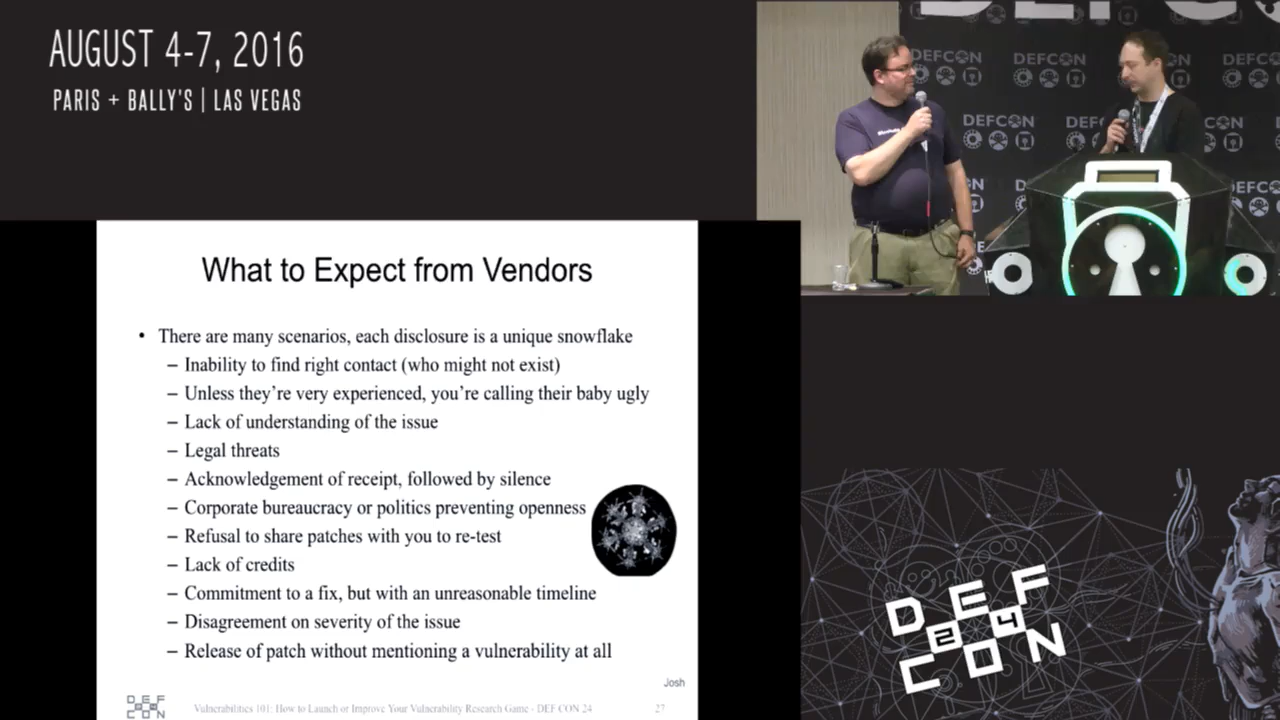 AUGUST 4-7, 2016
PARIS + BALLY'S | LAS VEGAS
DEFCON
DEFCON
DEFCON
DEFCON
What to Expect from Vendors
• There are many scenarios, each disclosure is a unique snowflake
– Inability to find right contact (who might not exist)
– Unless they're very experienced, you're calling their baby ugly
– Lack of understanding of the issue
– Legal threats
– Acknowledgement of receipt, followed by silence
– Corporate bureaucracy or politics preventing openness
– Refusal to share patches with you to re-test
– Lack of credits
– Commitment to a fix, but with an unreasonable timeline
– Disagreement on severity of the issue
– Release of patch without mentioning a vulnerability at all
Josh
DEF
CON
Vulnerabilities 101: How to Launch or Improve Your Vulnerability Research Game - DEF CON 24
27
DEF
24
CON